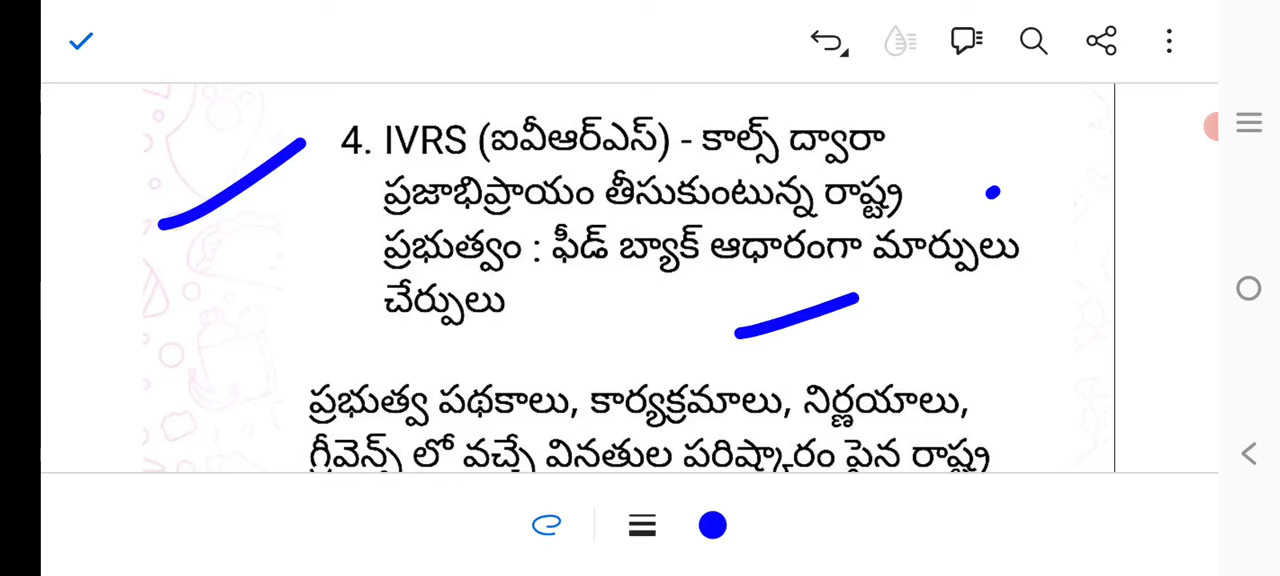 4. IVRS (ఐవీఆర్ఎస్) - కాల్స్ ద్వారా
ప్రజాభిప్రాయం తీసుకుంటున్న రాష్ట్ర
ప్రభుత్వం : ఫీడ్ బ్యాక్ ఆధారంగా మార్పులు
చేర్పులు
ప్రభుత్వ పథకాలు, కార్యక్రమాలు, నిర్ణయాలు,
గ్రీవెన్స్ లో వచ్చే వినతుల పరిష్కారం పైన రాష్ట్ర